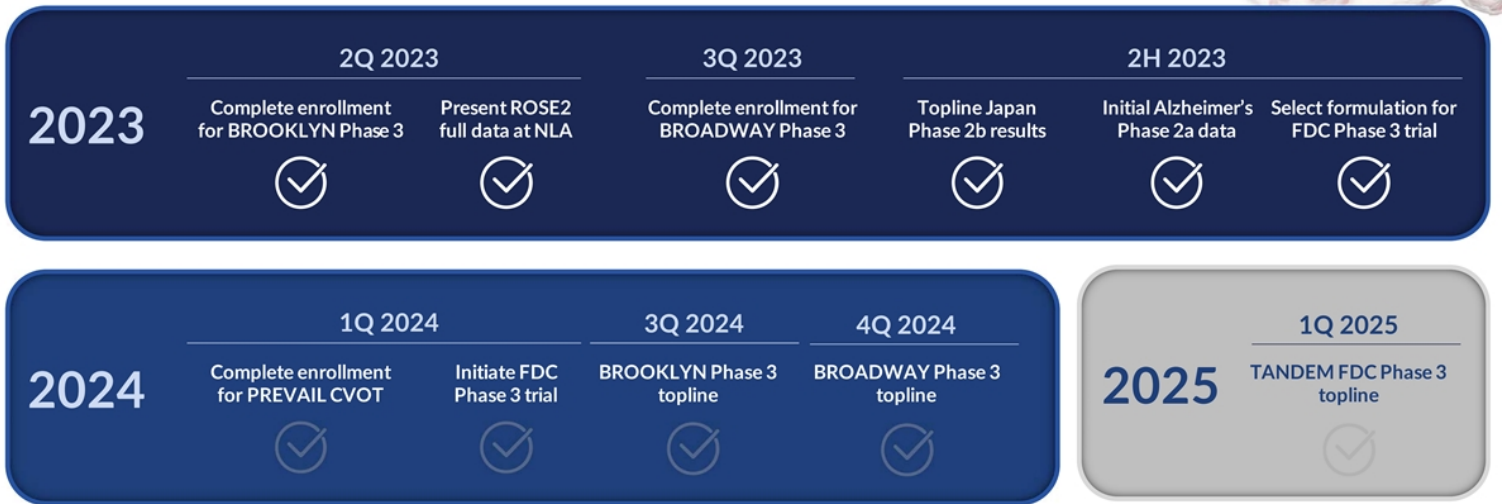 2023
2Q 2023
Complete enrollment
for BROOKLYN Phase 3
Present ROSE2
full data at NLA
3Q 2023
Complete enrollment for
BROADWAY Phase 3
2H 2023
Topline Japan
Phase 2b results
Initial Alzheimer's
Phase 2a data
Select formulation for
FDC Phase 3 trial
2024
1Q 2024
Complete enrollment
for PREVAIL CVOT
Initiate FDC
Phase 3 trial
3Q 2024
BROOKLYN Phase 3
topline
4Q 2024
BROADWAY Phase 3
topline
2025
1Q 2025
TANDEM FDC Phase 3
topline